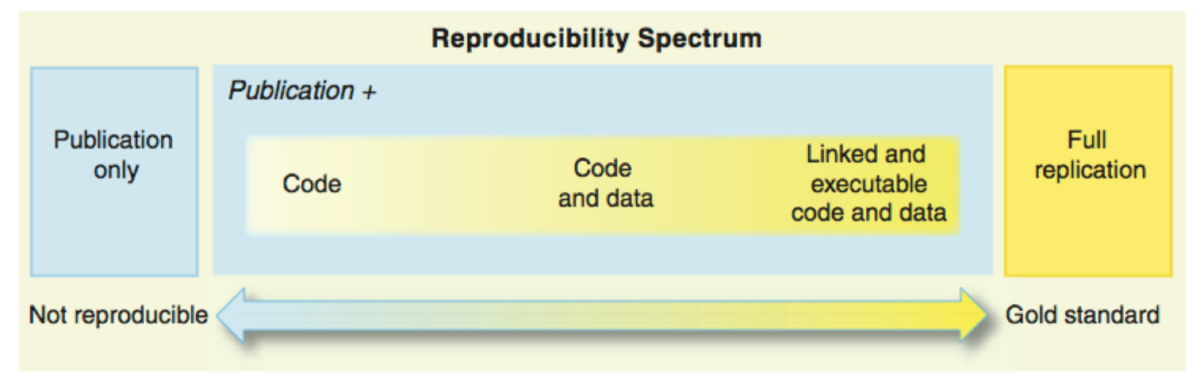 Reproducibility Spectrum
Publication
only
Publication +
Code
Code
and data
Linked and
executable
code and data
Full
replication
Not reproducible
Gold standard